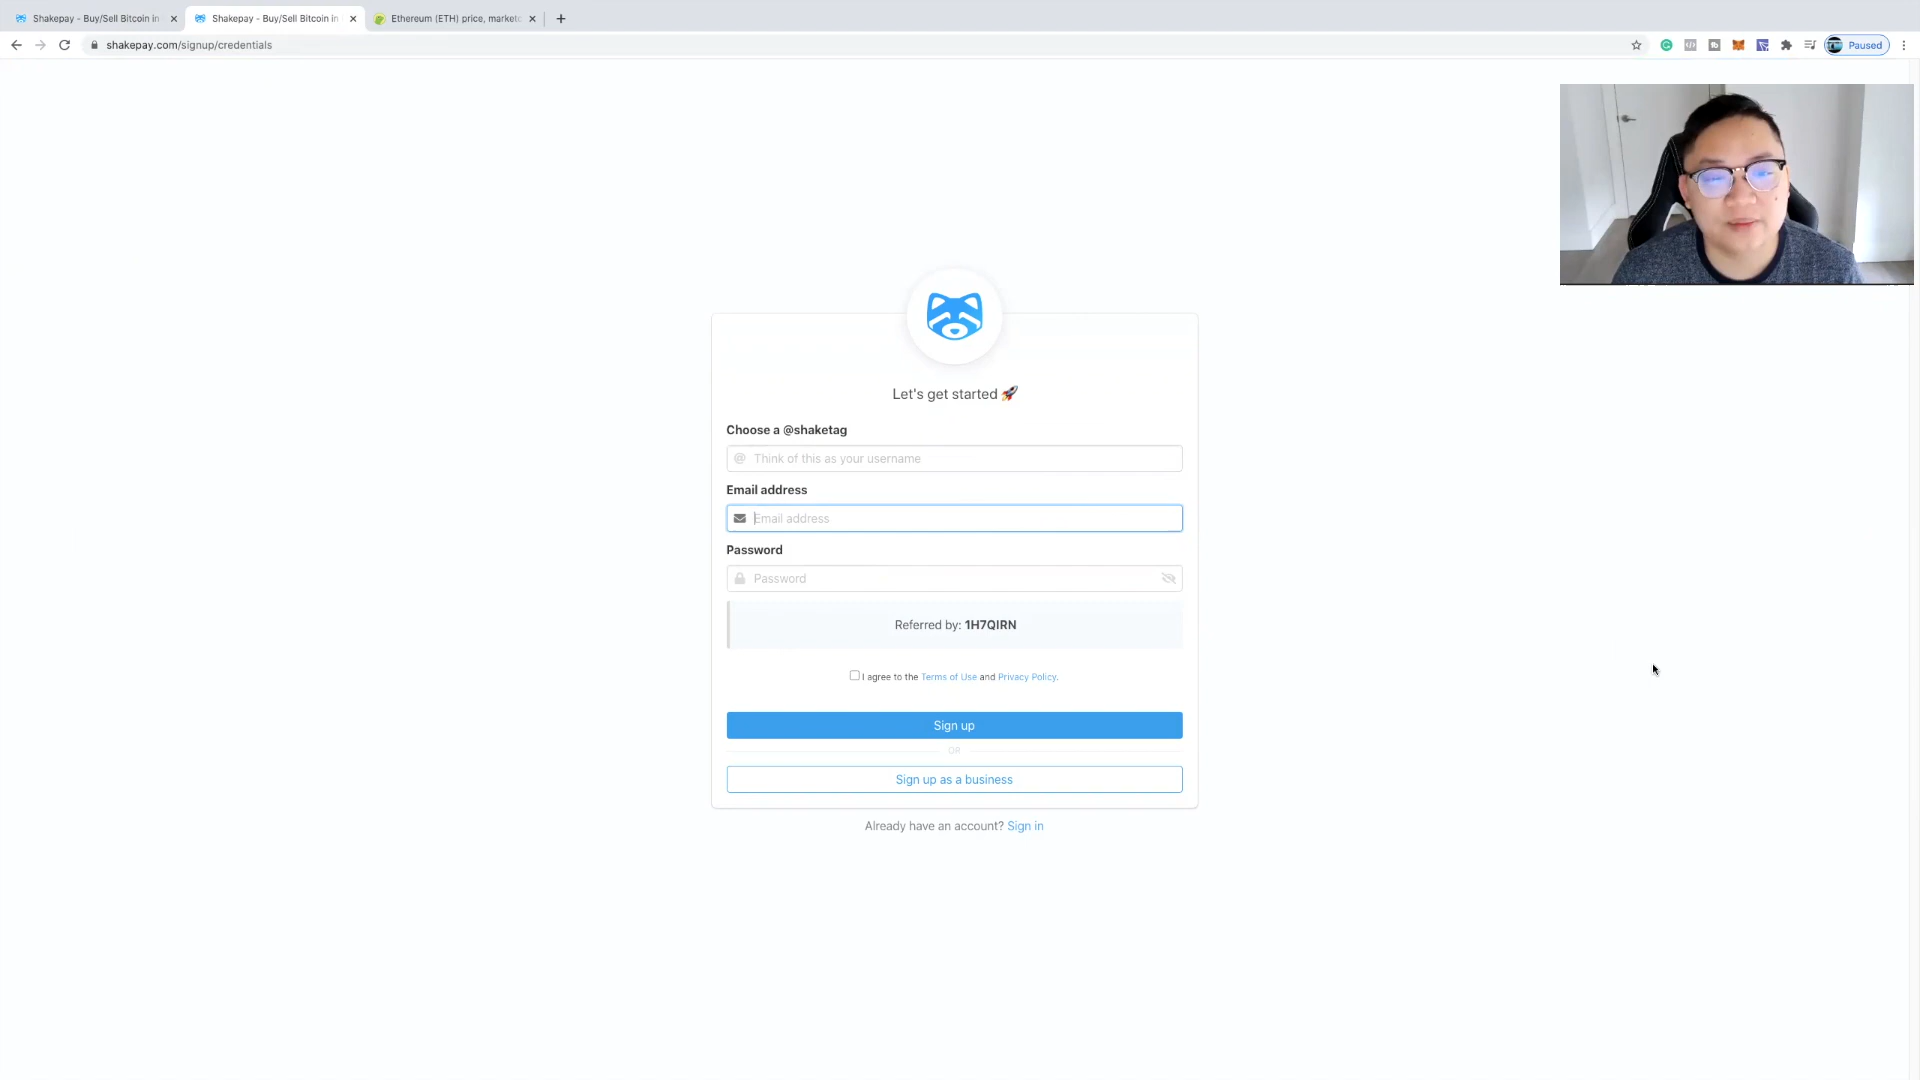 Shakepay - Buy/Sell Bitcoin in
Shakepay - Buy/Sell Bitcoin in
Ethereum (ETH) price, marketc
shakepay.com/signup/credentials
Paused
Let's get started 🚀
Choose a @shaketag
@ Think of this as your username
Email address
Email address
Password
Password
Referred by: 1H7QIRN
I agree to the Terms of Use and Privacy Policy.
Sign up
OR
Sign up as a business
Already have an account? Sign in